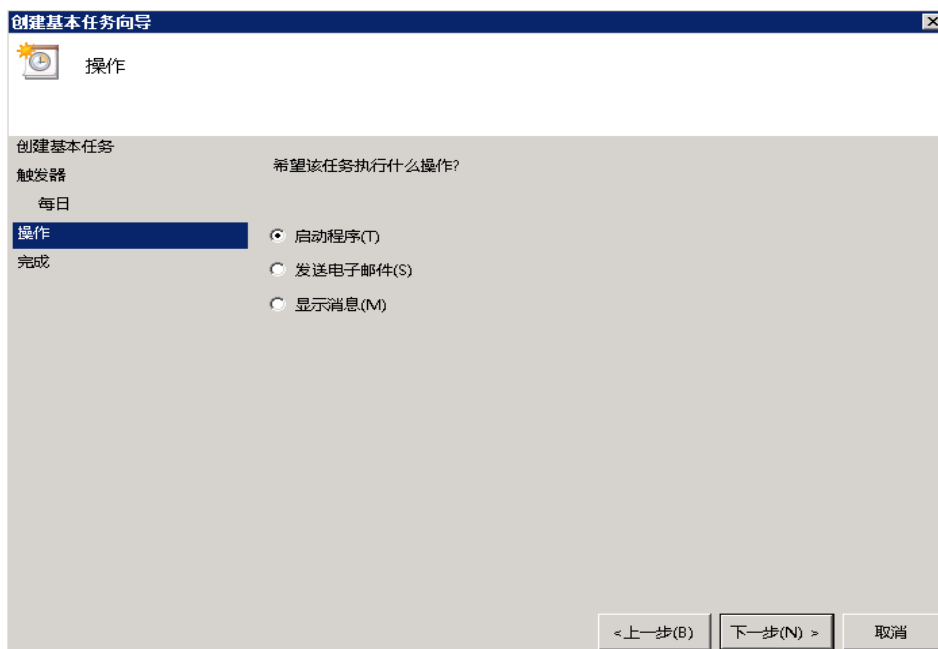 创建基本任务向导
操作
创建基本任务
触发器
每日
操作
完成
希望该任务执行什么操作?
启动程序(T)
发送电子邮件(S)
显示消息(M)
<上一步(B)
下一步(N) >
取消